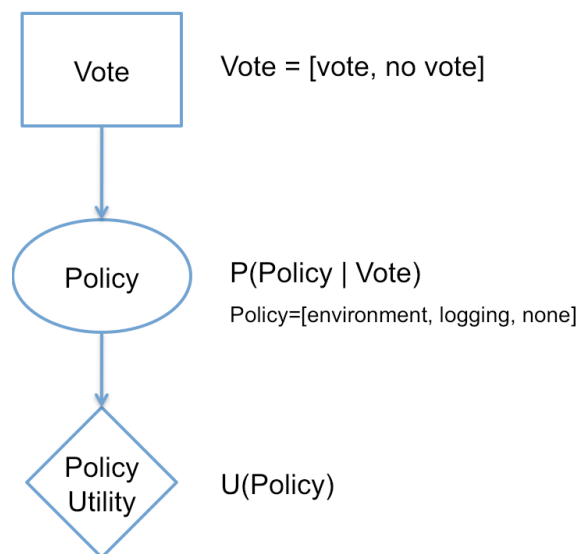 Vote
Vote = [vote, no vote]
Policy
P(Policy | Vote)
Policy=[environment, logging, none]
Policy
Utility
U(Policy)